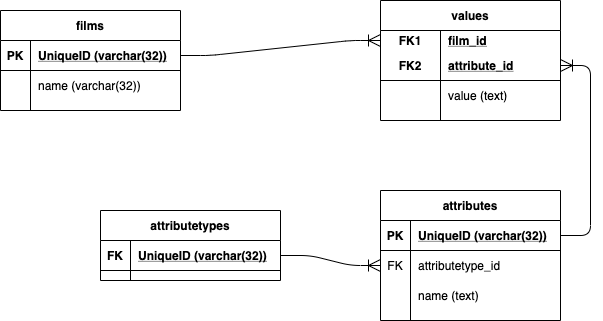 films
PK UniqueID (varchar(32))
name (varchar(32))
values
FK1 film_id
FK2 attribute_id
value (text)
attributetypes
FK UniqueID (varchar(32))
attributes
PK UniqueID (varchar(32))
FK attributetype_id
name (text)